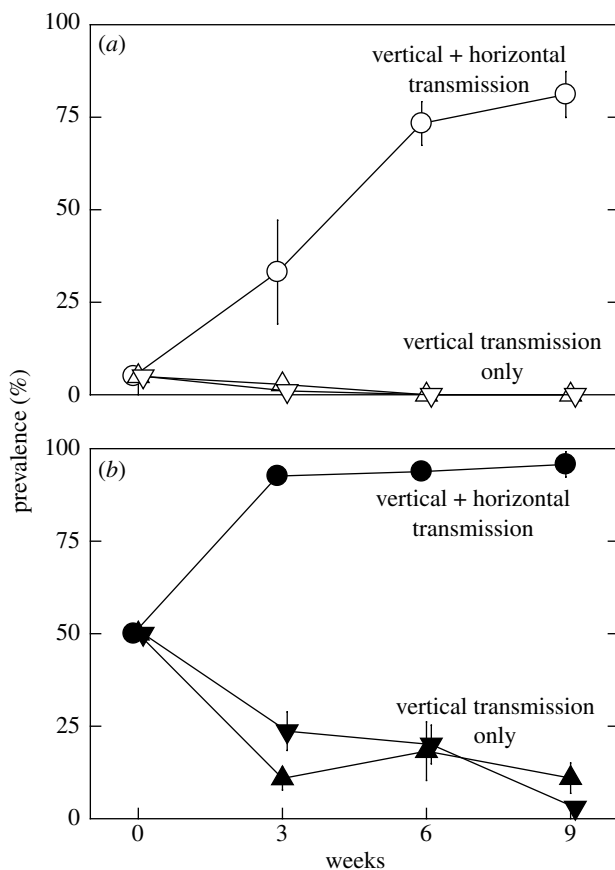 100
(a)
vertical + horizontal
transmission
75
50
25
vertical transmission
only
0
prevalence (%)
100
(b)
vertical + horizontal
transmission
75
50
25
vertical transmission
only
0
0 3 6 9
weeks